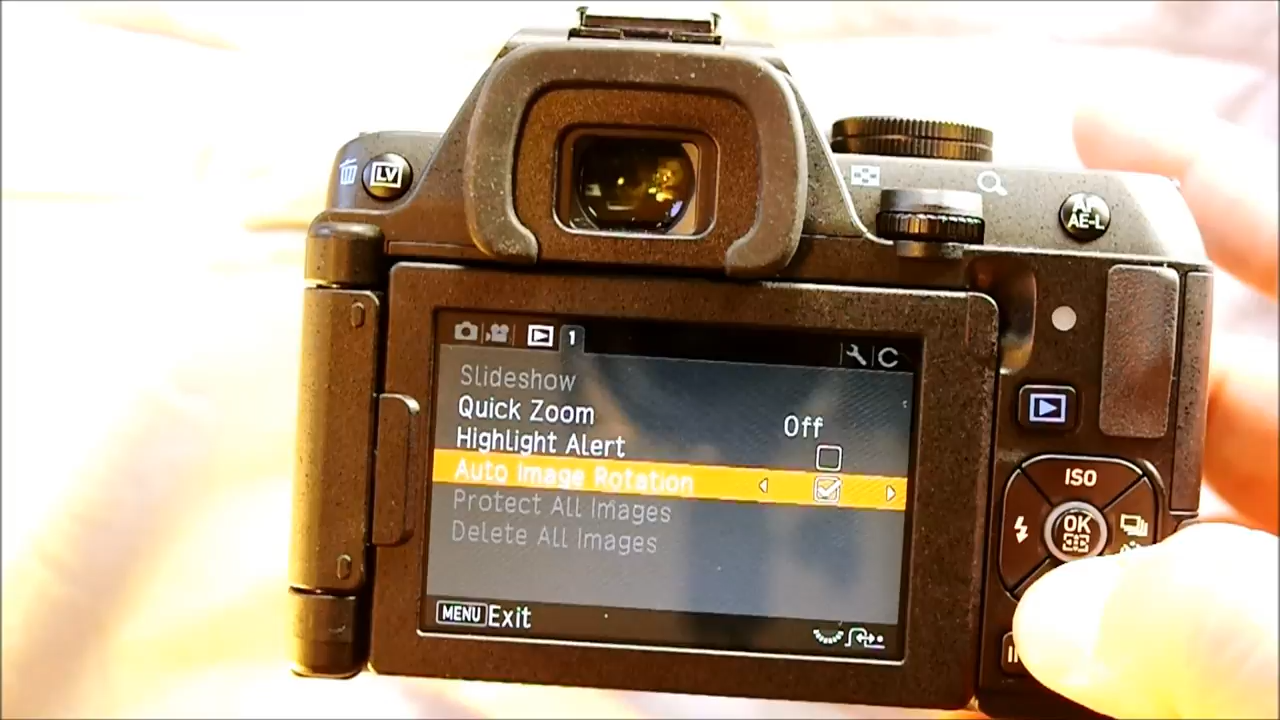 LV
AF
AE-L
1
Slideshow
Quick Zoom Off
Highlight Alert
Auto Image Rotation
Protect All Images
Delete All Images
MENU Exit
ISO
OK